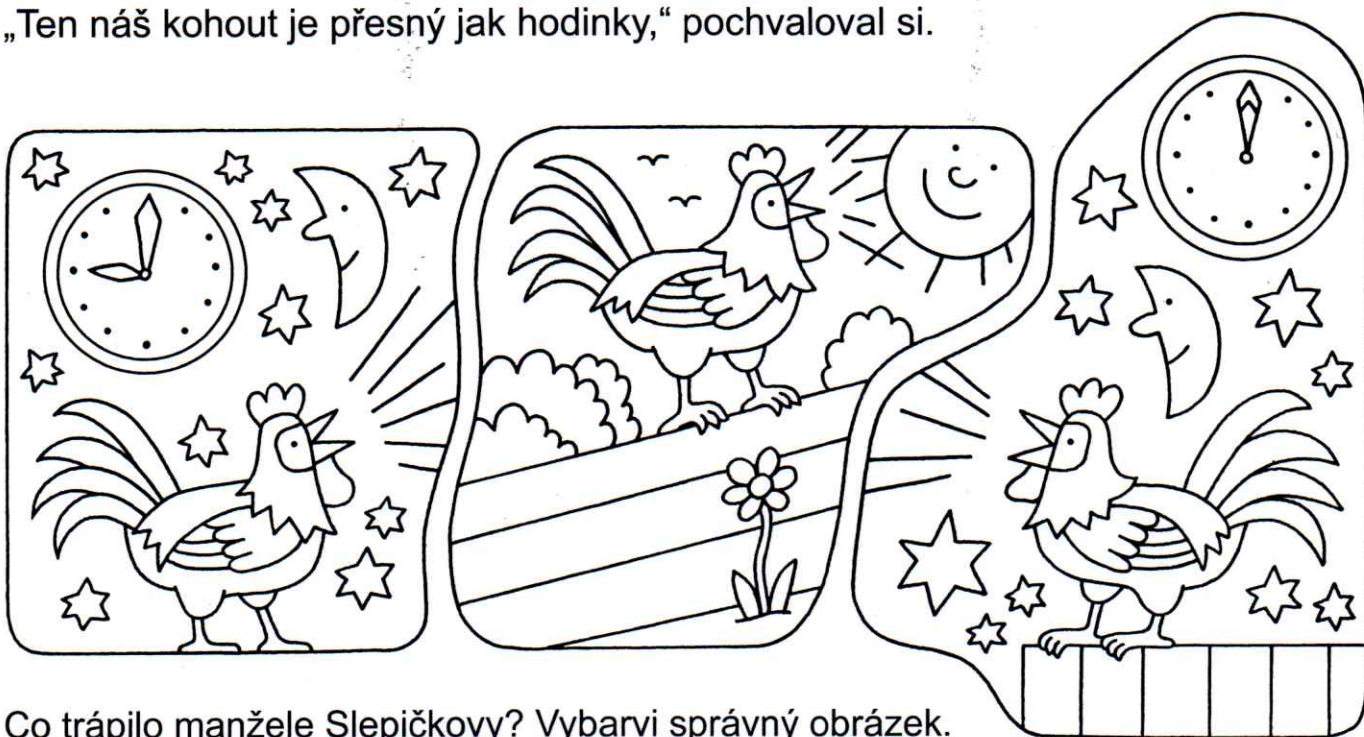 „Ten náš kohout je přesný jak hodinky,“ pochvaloval si.
Co trápilo manžele Slepičkovy? Vybarvi správný obrázek.